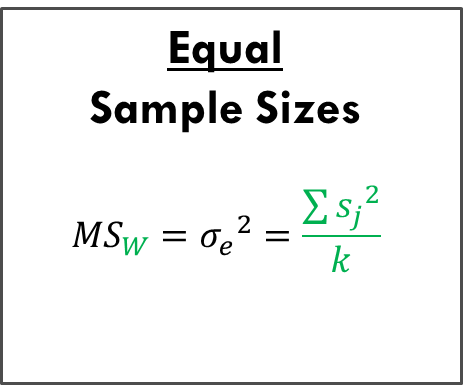 Equal
Sample Sizes
MS_W = σ_e² = ∑ s_j² / k